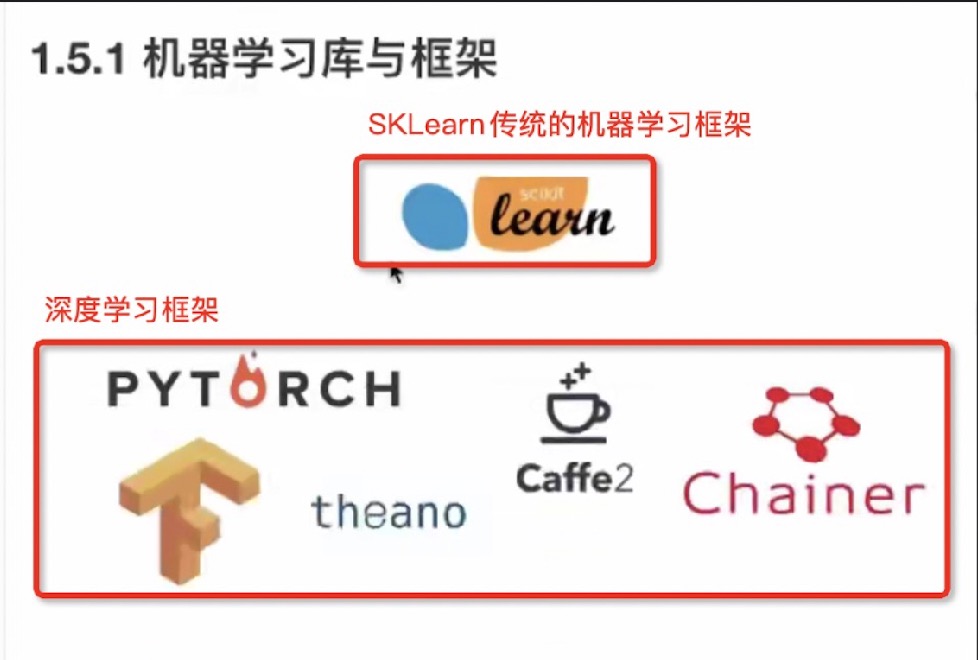 1.5.1 机器学习库与框架
SKLearn传统的机器学习框架
scikit
learn
深度学习框架
PYTORCH
theano
Caffe2
Chainer